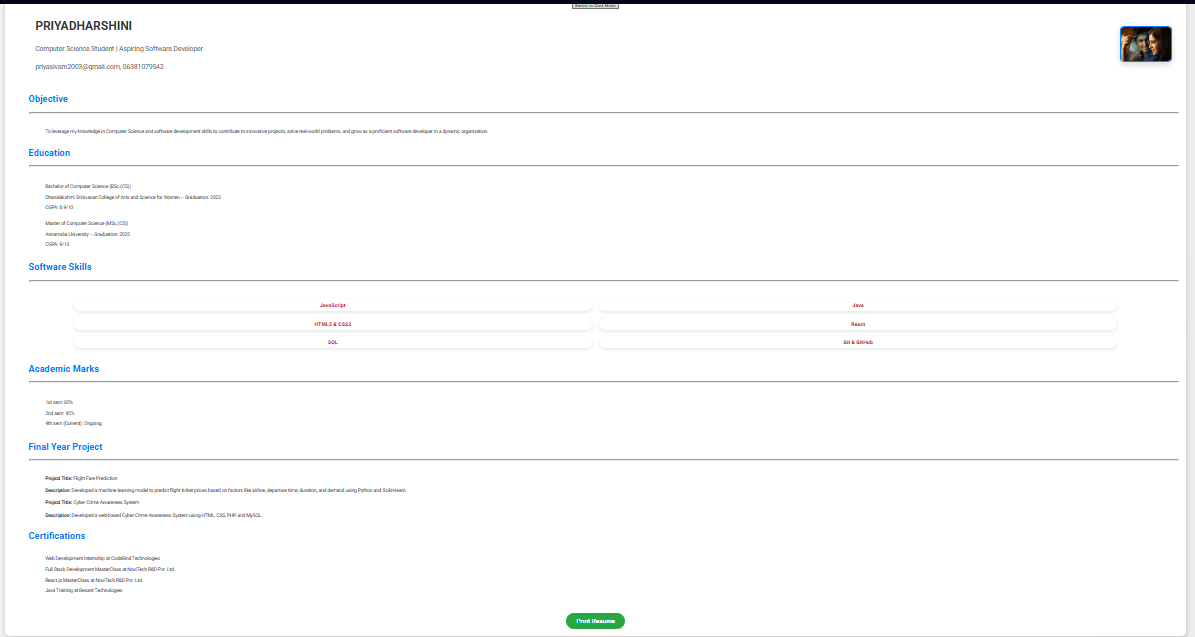 Switch to Dark Mode
PRIYADHARSHINI
Computer Science Student | Aspiring Software Developer
priyasivam2003@gmail.com, 06381079542
Objective
To leverage my knowledge in Computer Science and software development skills to contribute to innovative projects, solve real-world problems, and grow as a proficient software developer in a dynamic organization.
Education
Bachelor of Computer Science (BSc.(CS))
Dhanalakshmi Srinivasan College of Arts and Science for Women – Graduation: 2023
CGPA: 8.9/10
Master of Computer Science (MSc.(CS))
Annamalai University – Graduation: 2025
CGPA: 9/10
Software Skills
JavaScript
Java
HTML5 & CSS3
React
SQL
Git & GitHub
Academic Marks
1st sem: 85%
2nd sem: 95%
4th sem (Current): Ongoing
Final Year Project
Project Title: Flight Fare Prediction
Description: Developed a machine learning model to predict flight ticket prices based on factors like airline, departure time, duration, and demand using Python and Scikit-learn.
Project Title: Cyber Crime Awareness System
Description: Developed a web-based Cyber Crime Awareness System using HTML, CSS, PHP, and MySQL.
Certifications
Web Development Internship at CodeBind Technologies
Full Stack Development MasterClass at NoviTech R&D Pvt. Ltd.
React.js MasterClass at NoviTech R&D Pvt. Ltd.
Java Training at Besant Technologies
Print Resume